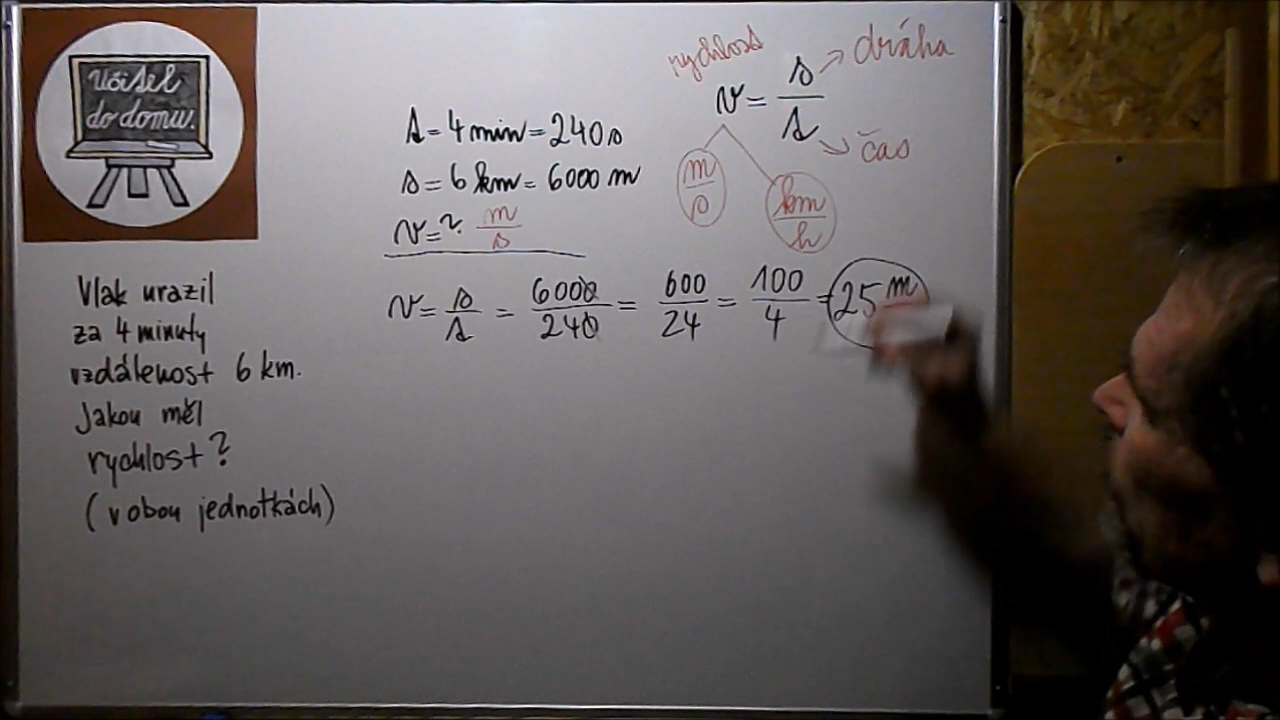 Učitel
do domu.
rychlost
v = s/t
dráha
čas
m/s
km/h
t = 4 min = 240 s
s = 6 km = 6000 m
v = ? m/s
v = s/t = 6000/240 = 600/24 = 100/4 = 25 m
Vlak urazil
za 4 minuty
vzdálenost 6 km.
Jakou měl
rychlost?
(v obou jednotkách)